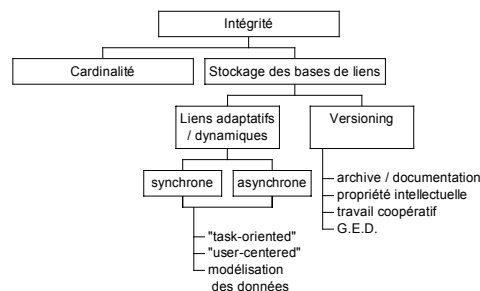 Intégrité
Cardinalité
Stockage des bases de liens
Liens adaptatifs
/ dynamiques
Versioning
synchrone
asynchrone
archive / documentation
propriété intellectuelle
travail coopératif
G.E.D.
"task-oriented"
"user-centered"
modélisation
des données